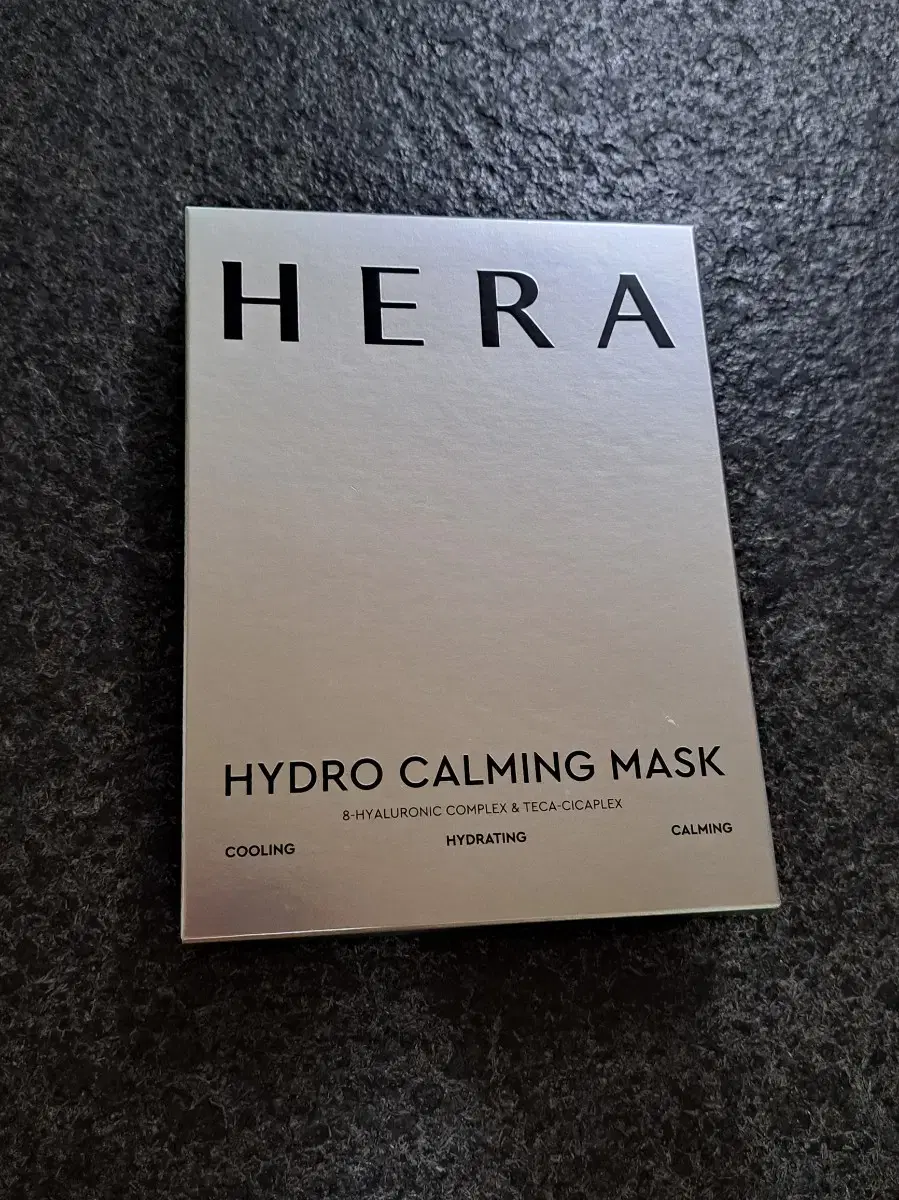 HERA
HYDRO CALMING MASK
8-HYALURONIC COMPLEX & TECA-CICAPLEX
COOLING HYDRATING CALMING